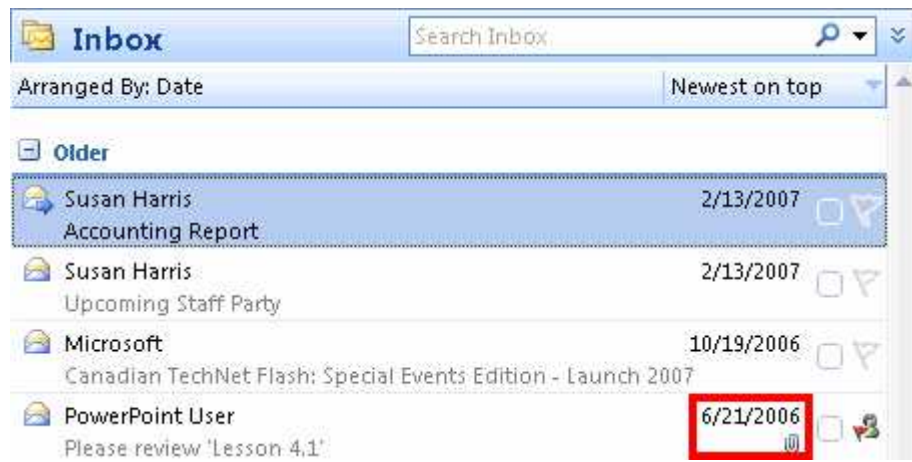 Inbox
Search Inbox
Arranged By: Date Newest on top
Older
Susan Harris 2/13/2007
Accounting Report
Susan Harris 2/13/2007
Upcoming Staff Party
Microsoft 10/19/2006
Canadian TechNet Flash: Special Events Edition - Launch 2007
PowerPoint User 6/21/2006
Please review 'Lesson 4.1'